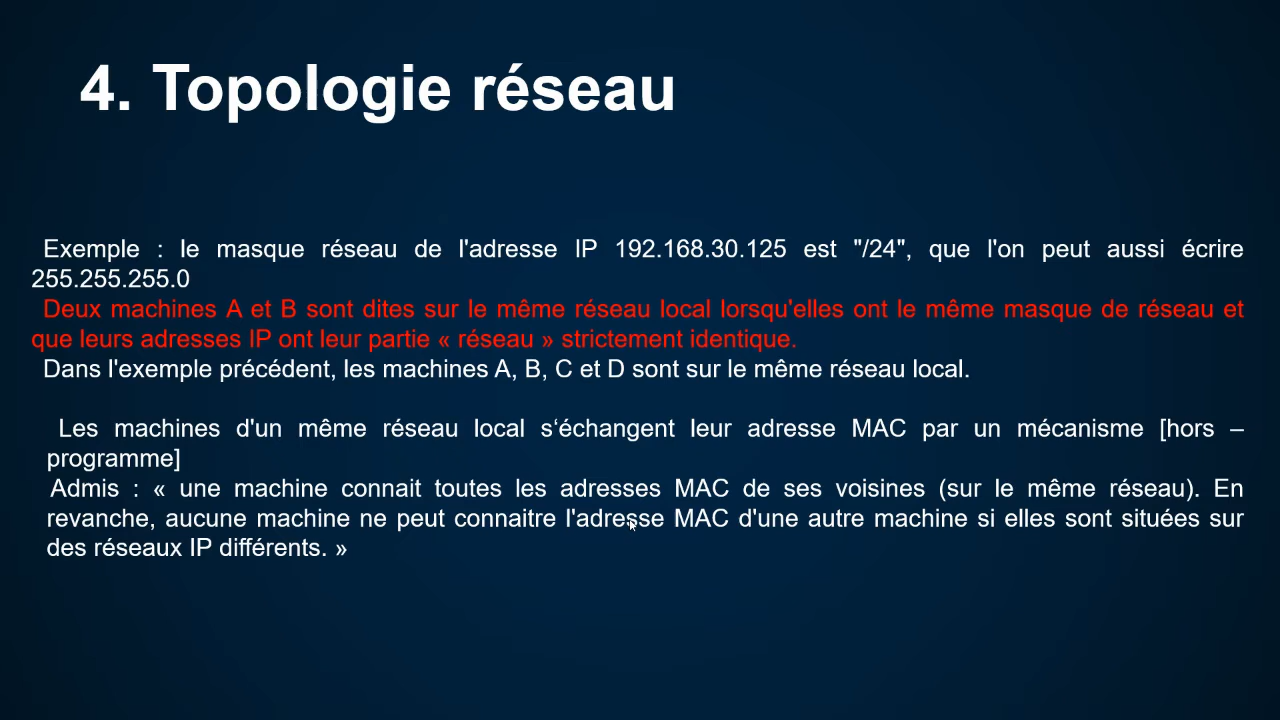 4. Topologie réseau
Exemple : le masque réseau de l'adresse IP 192.168.30.125 est "/24", que l'on peut aussi écrire
255.255.255.0
Deux machines A et B sont dites sur le même réseau local lorsqu'elles ont le même masque de réseau et
que leurs adresses IP ont leur partie « réseau » strictement identique.
Dans l'exemple précédent, les machines A, B, C et D sont sur le même réseau local.
Les machines d'un même réseau local s‘échangent leur adresse MAC par un mécanisme [hors –
programme]
Admis : « une machine connait toutes les adresses MAC de ses voisines (sur le même réseau). En
revanche, aucune machine ne peut connaitre l'adresse MAC d'une autre machine si elles sont situées sur
des réseaux IP différents. »